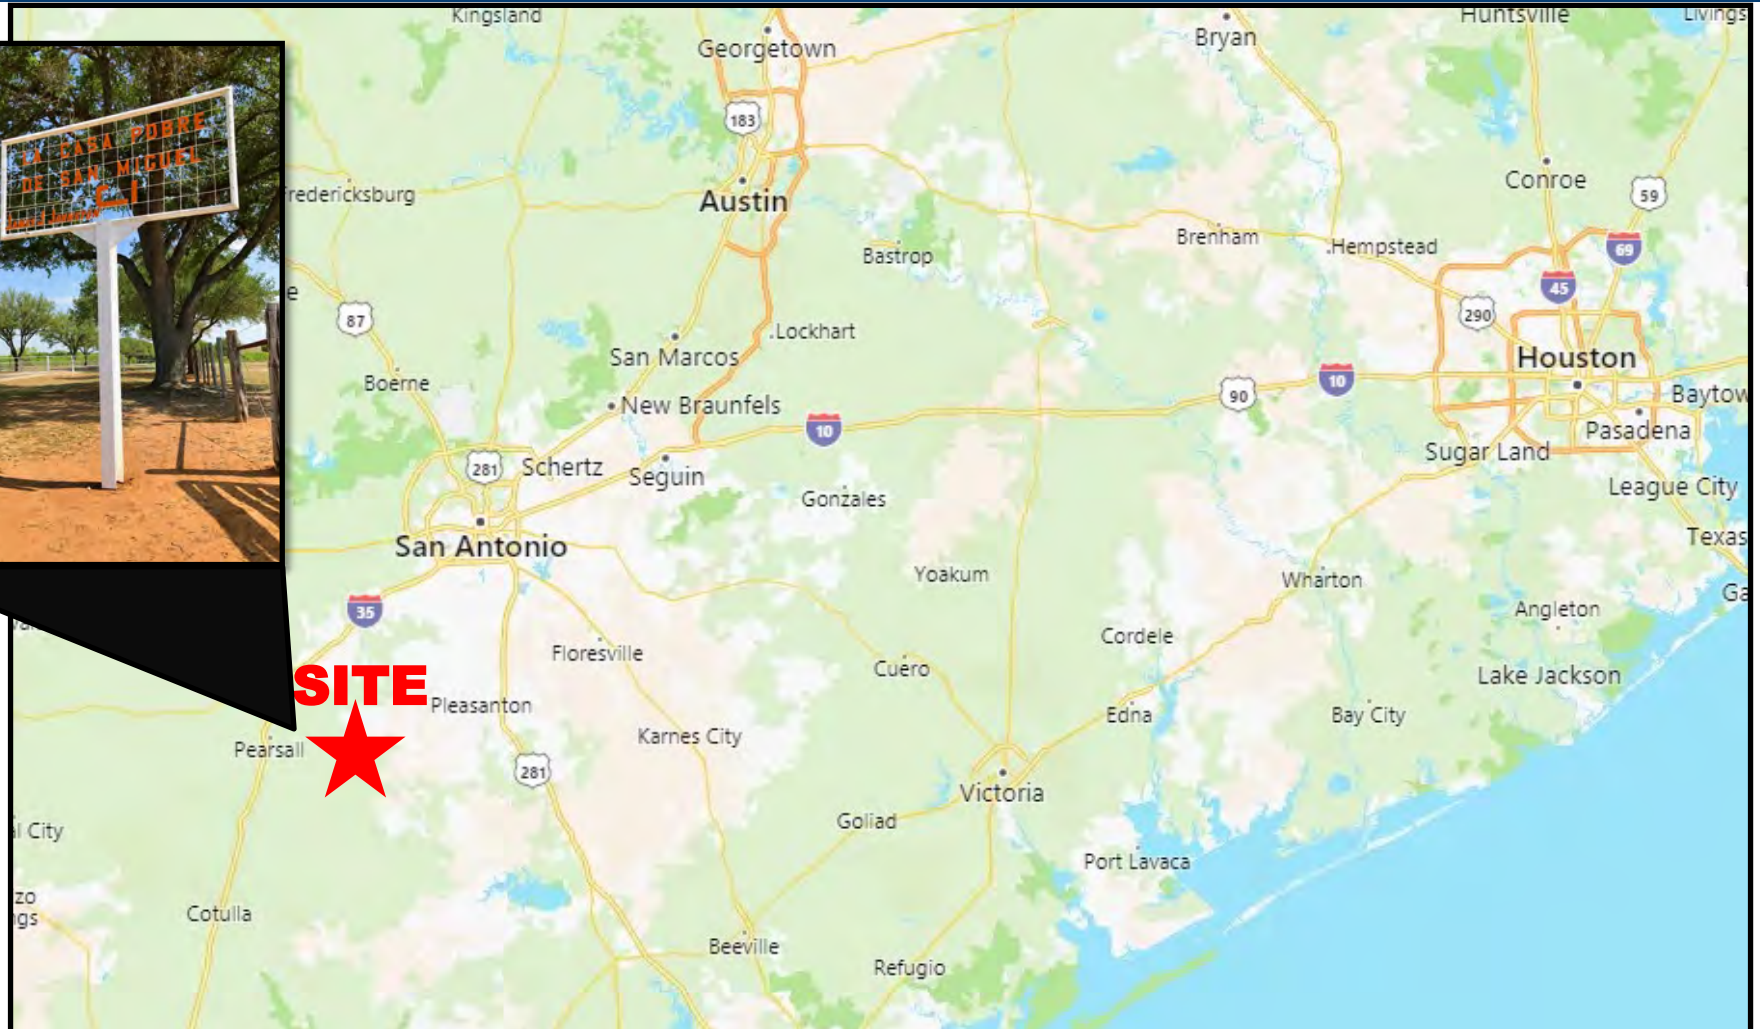 Kingsland
Georgetown
Bryan
Huntsville
Livings
183
LA CASA POBRE
DE SAN MIGUEL
redericksburg
Austin
Conroe
59
Bastrop
Brenham
Hempstead
69
45
e
87
290
Lockhart
San Marcos
Houston
Boerne
10
90
New Braunfels
10
Baytow
Pasadena
Sugar Land
281
Schertz
Seguin
League City
Gonzales
Texas
San Antonio
Yoakum
Wharton
Ga
35
Angleton
Cordele
Floresville
Cuero
Lake Jackson
SITE
Pleasanton
Edna
Bay City
Pearsall
Karnes City
281
Victoria
Goliad
l City
Port Lavaca
zo
gs
Cotulla
Beeville
Refugio